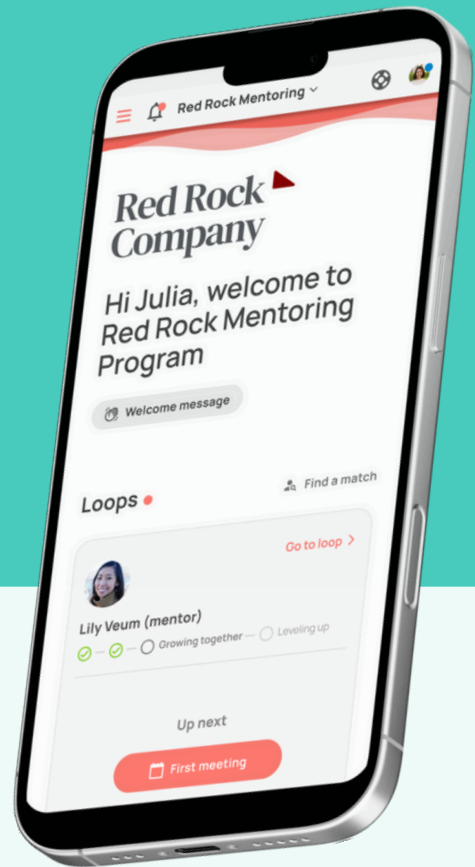 Red Rock Mentoring
Red Rock
Company
Hi Julia, welcome to
Red Rock Mentoring
Program
Welcome message
Loops
Find a match
Go to loop
Lily Veum (mentor)
Growing together
Leveling up
Up next
First meeting